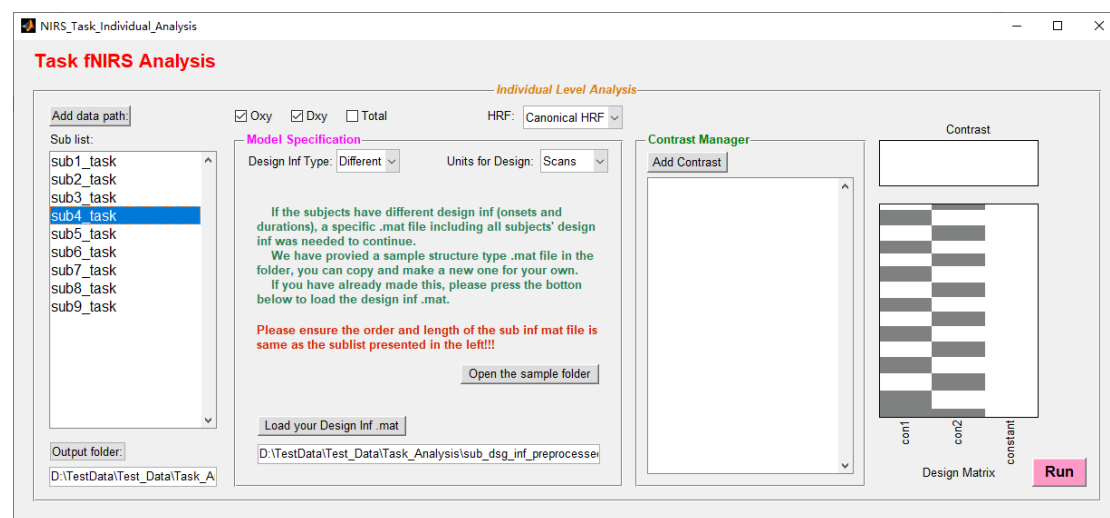 NIRS_Task_Individual_Analysis
Task fNIRS Analysis
Individual Level Analysis
Add data path:
Oxy Dxy Total HRF: Canonical HRF
Sub list:
sub1_task
sub2_task
sub3_task
sub4_task
sub5_task
sub6_task
sub7_task
sub8_task
sub9_task
Output folder:
D:\TestData\Test_Data\Task_A
Model Specification
Design Inf Type: Different Units for Design: Scans
If the subjects have different design inf (onsets and
durations), a specific .mat file including all subjects' design
inf was needed to continue.
We have provied a sample structure type .mat file in the
folder, you can copy and make a new one for your own.
If you have already made this, please press the botton
below to load the design inf .mat.
Please ensure the order and length of the sub inf mat file is
same as the sublist presented in the left!!!
Open the sample folder
Load your Design Inf .mat
D:\TestData\Test_Data\Task_Analysis\sub_dsg_inf_preprocessed
Contrast Manager
Add Contrast
Contrast
con1
con2
constant
Design Matrix
Run